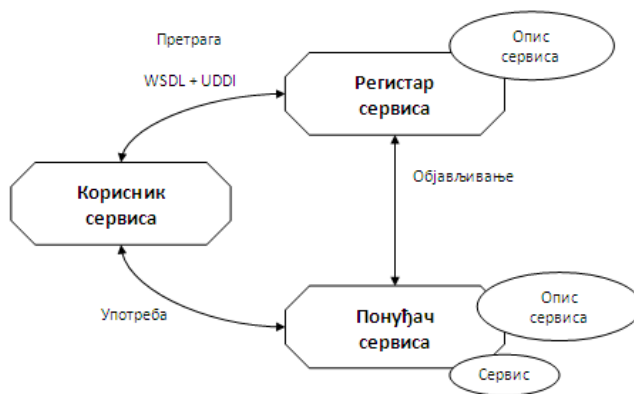 Претрага
WSDL + UDDI
Опис
сервиса
Регистар
сервиса
Корисник
сервиса
Објављивање
Употреба
Понуђач
сервиса
Опис
сервиса
Сервис